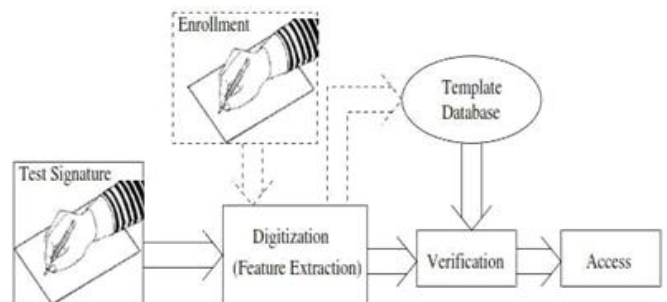 Enrollment
Template
Database
Test Signature
Digitization
(Feature Extraction)
Verification
Access